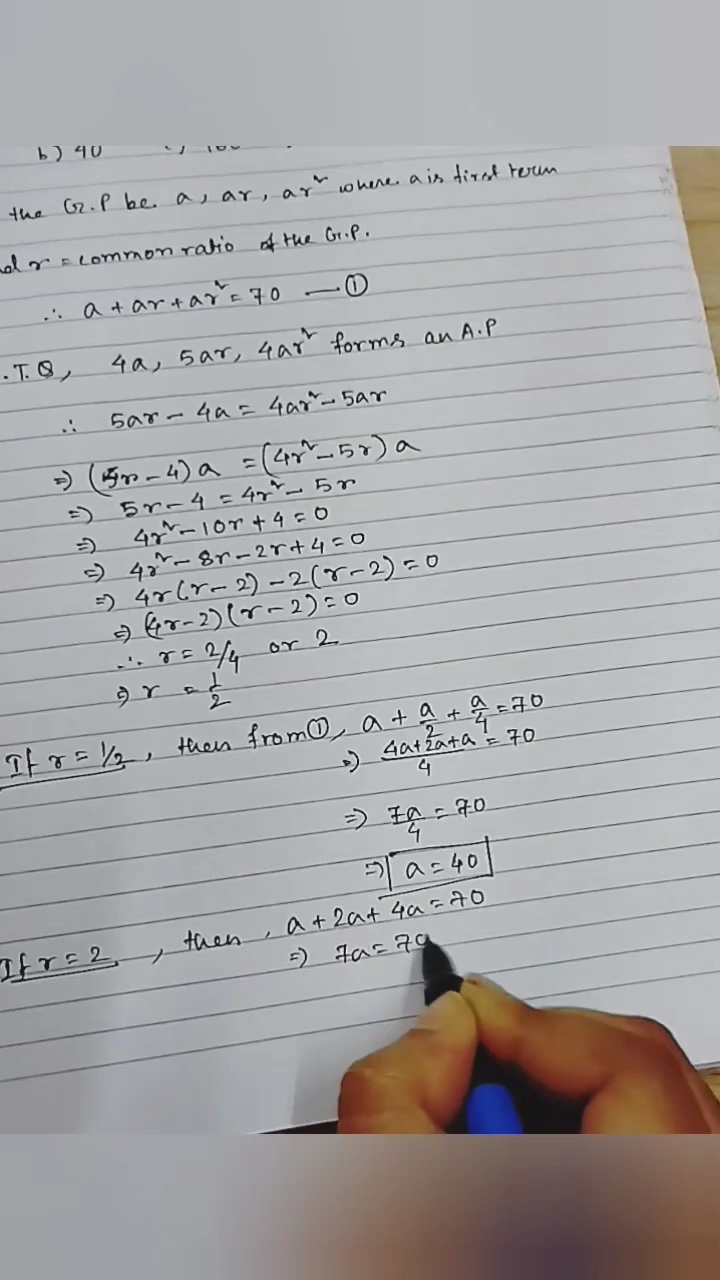 b) 40
the G.P be a, ar, ar² where a is first term
r = common ratio of the G.P.
∴ a + ar + ar² = 70 — ①
.T.Q, 4a, 5ar, 4ar² forms an A.P
∴ 5ar - 4a = 4ar² - 5ar
=) (5r - 4) a = (4r² - 5r) a
=) 5r - 4 = 4r² - 5r
=) 4r² - 10r + 4 = 0
=) 4r² - 8r - 2r + 4 = 0
=) 4r (r - 2) - 2 (r - 2) = 0
=) (4r - 2) (r - 2) = 0
∴ r = 2/4 or 2
=) r = 1/2
If r = 1/2, then from ①, a + a/2 + a/4 = 70
=) (4a + 2a + a)/4 = 70
=) 7a/4 = 70
=) a = 40
If r = 2, then, a + 2a + 4a = 70
=) 7a = 70